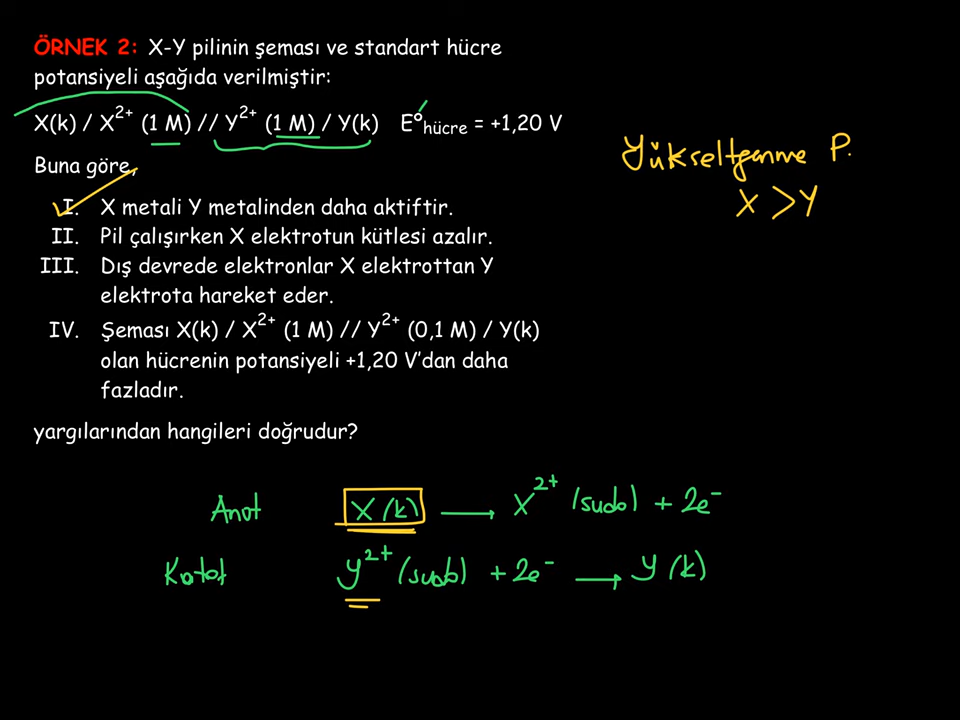 ÖRNEK 2: X-Y pilinin şeması ve standart hücre
potansiyeli aşağıda verilmiştir:
X(k) / X²⁺ (1 M) // Y²⁺ (1 M) / Y(k) E°hücre = +1,20 V
Buna göre,
I. X metali Y metalinden daha aktiftir.
II. Pil çalışırken X elektrotun kütlesi azalır.
III. Dış devrede elektronlar X elektrottan Y
elektrota hareket eder.
IV. Şeması X(k) / X²⁺ (1 M) // Y²⁺ (0,1 M) / Y(k)
olan hücrenin potansiyeli +1,20 V'dan daha
fazladır.
yargılarından hangileri doğrudur?
Yükseltgenme P.
X > Y
Anot X(k) → X²⁺ (suda) + 2e⁻
Katot Y²⁺ (suda) + 2e⁻ → Y(k)